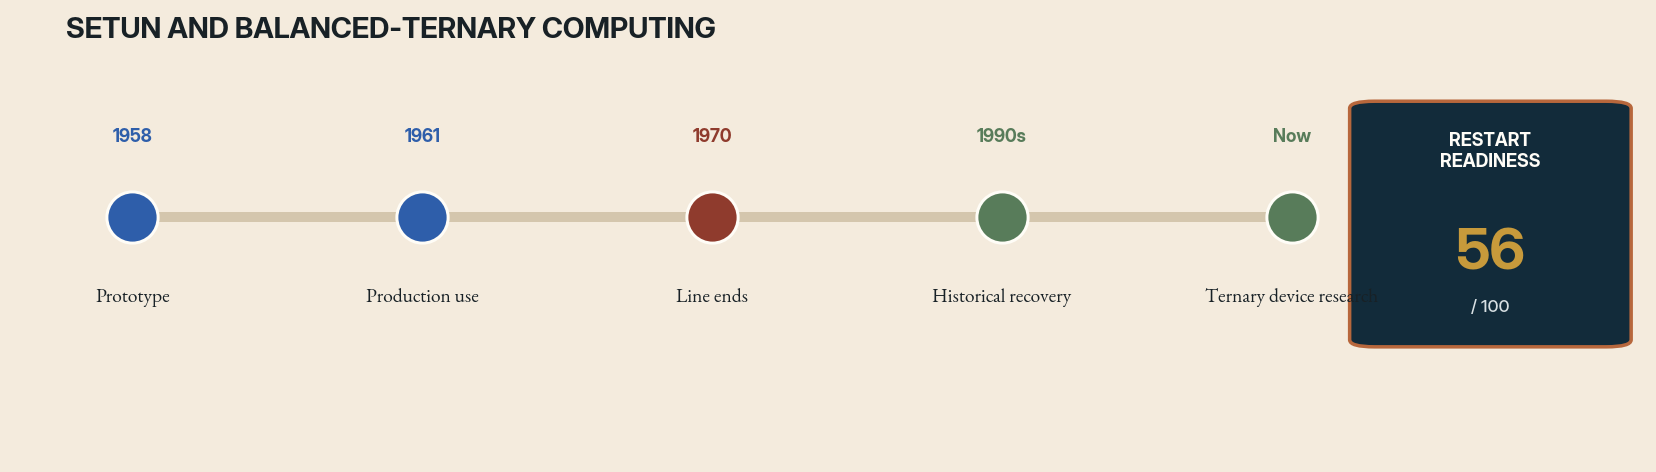 SETUN AND BALANCED-TERNARY COMPUTING
1958
1961
1970
1990s
Now
Prototype
Production use
Line ends
Historical recovery
Ternary device research
RESTART
READINESS
56
/ 100